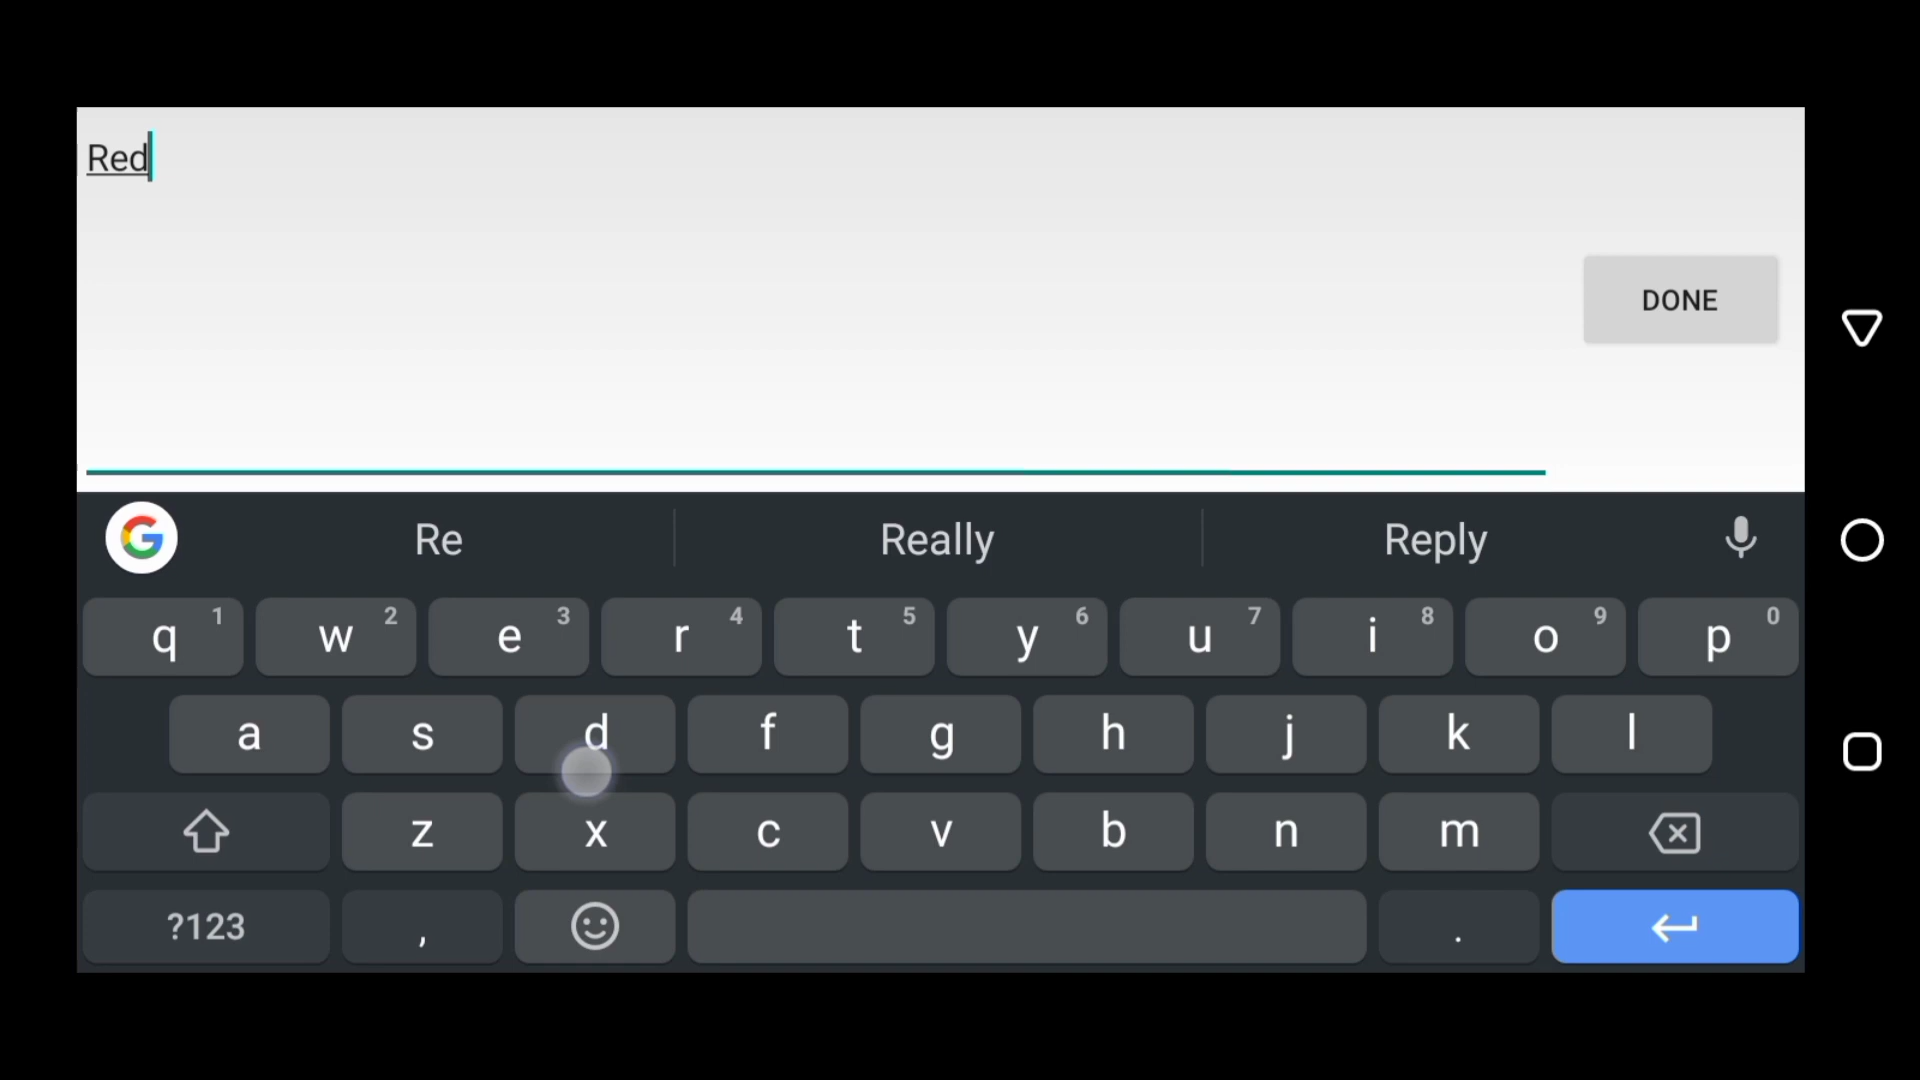 Red
DONE
Re Really Reply
q 1 w 2 e 3 r 4 t 5 y 6 u 7 i 8 o 9 p 0
a s d f g h j k l
z x c v b n m
?123 , .